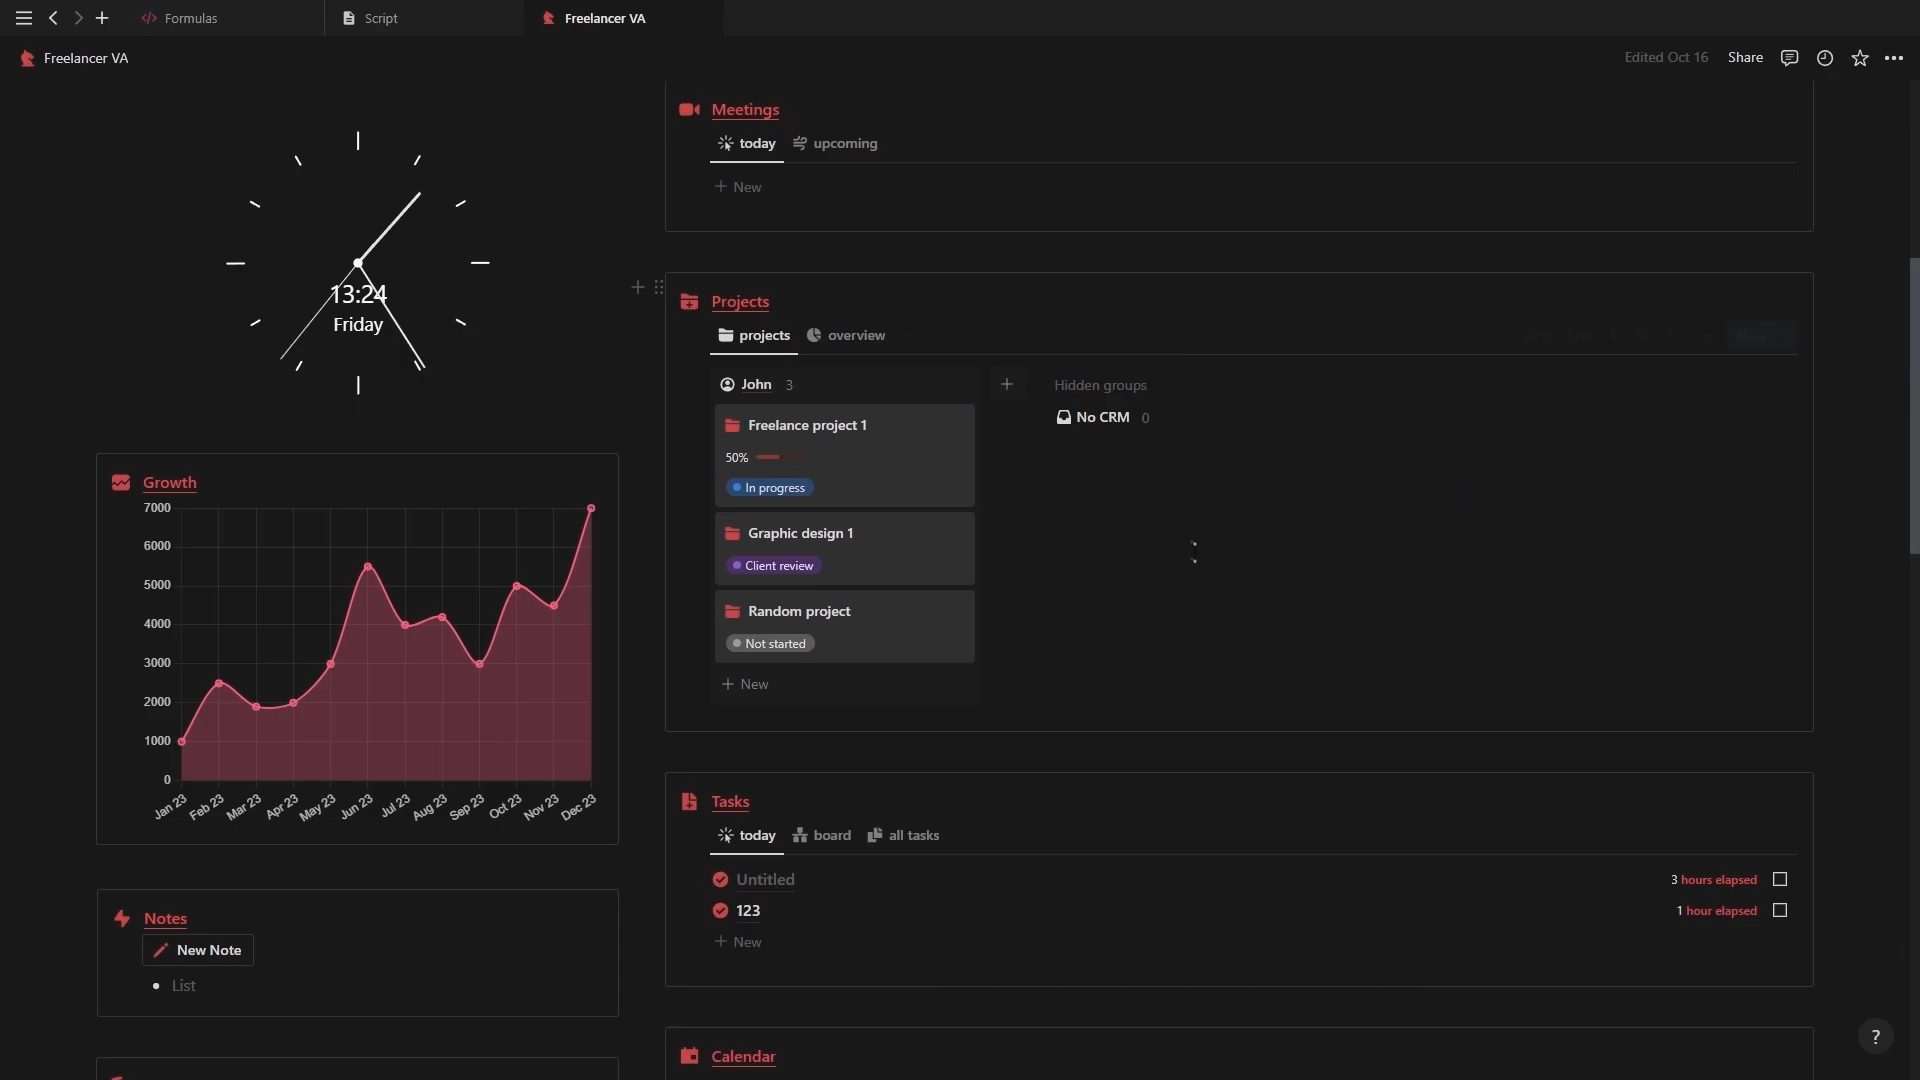 Formulas
Script
Freelancer VA
Freelancer VA
Edited Oct 16
Share
13:24
Friday
Growth
7000
6000
5000
4000
3000
2000
1000
0
Jan 23
Feb 23
Mar 23
Apr 23
May 23
Jun 23
Jul 23
Aug 23
Sep 23
Oct 23
Nov 23
Dec 23
Notes
New Note
List
Meetings
today
upcoming
New
Projects
projects
overview
John 3
Hidden groups
No CRM 0
Freelance project 1
50%
In progress
Graphic design 1
Client review
Random project
Not started
New
Tasks
today
board
all tasks
Untitled
3 hours elapsed
123
1 hour elapsed
New
Calendar
?